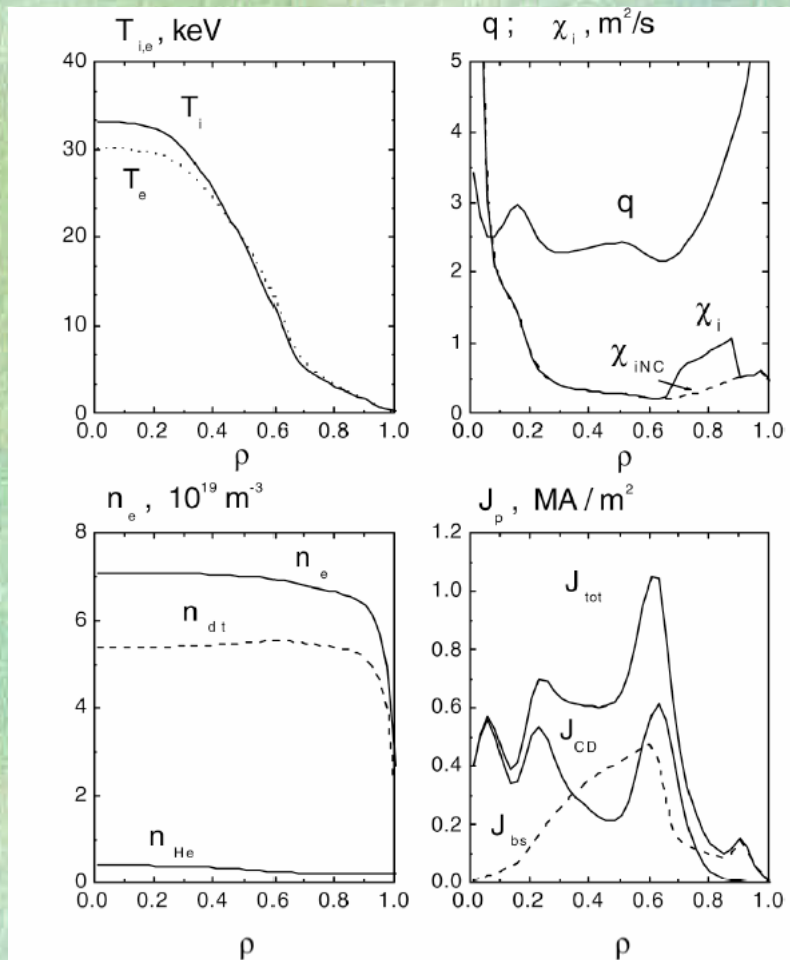 T i,e , keV
40
30
20
10
0
T i
T e
0.0 0.2 0.4 0.6 0.8 1.0
ρ
q ; χ i , m²/s
5
4
3
2
1
0
q
χ i
χ iNC
0.0 0.2 0.4 0.6 0.8 1.0
ρ
n e , 10¹⁹ m⁻³
8
6
4
2
0
n e
n dt
n He
0.0 0.2 0.4 0.6 0.8 1.0
ρ
J p , MA / m²
1.2
1.0
0.8
0.6
0.4
0.2
0.0
J tot
J CD
J bs
0.0 0.2 0.4 0.6 0.8 1.0
ρ